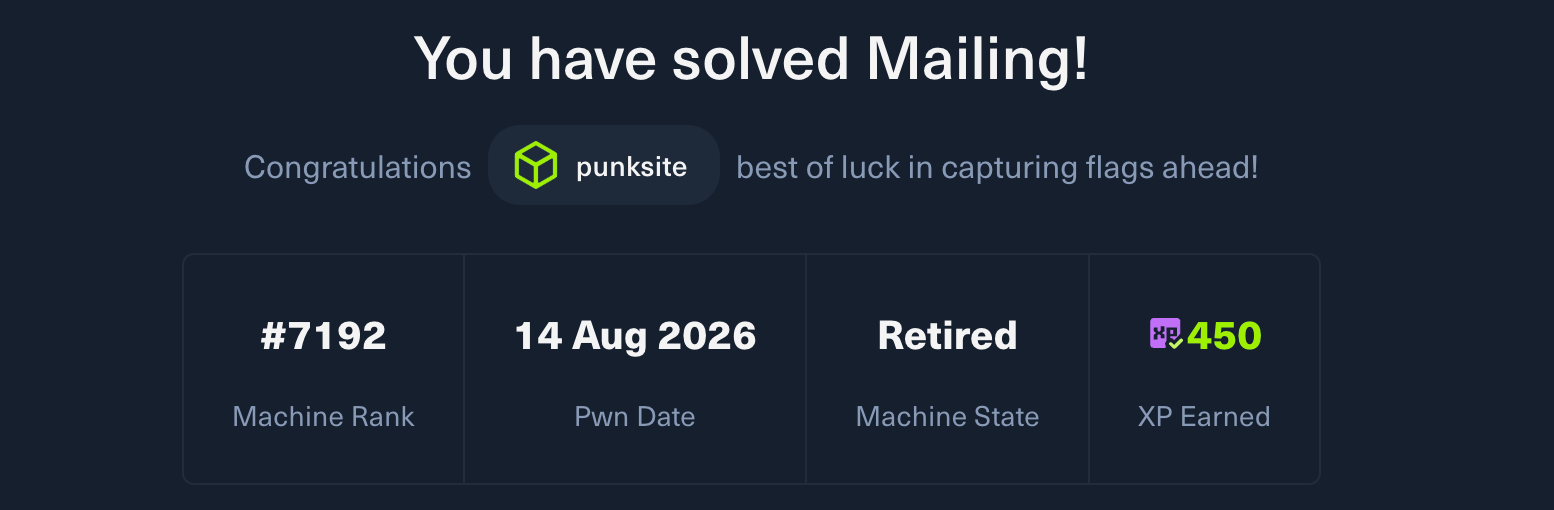 You have solved Mailing!
Congratulations punksite best of luck in capturing flags ahead!
#7192 14 Aug 2026 Retired XP 450
Machine Rank Pwn Date Machine State XP Earned